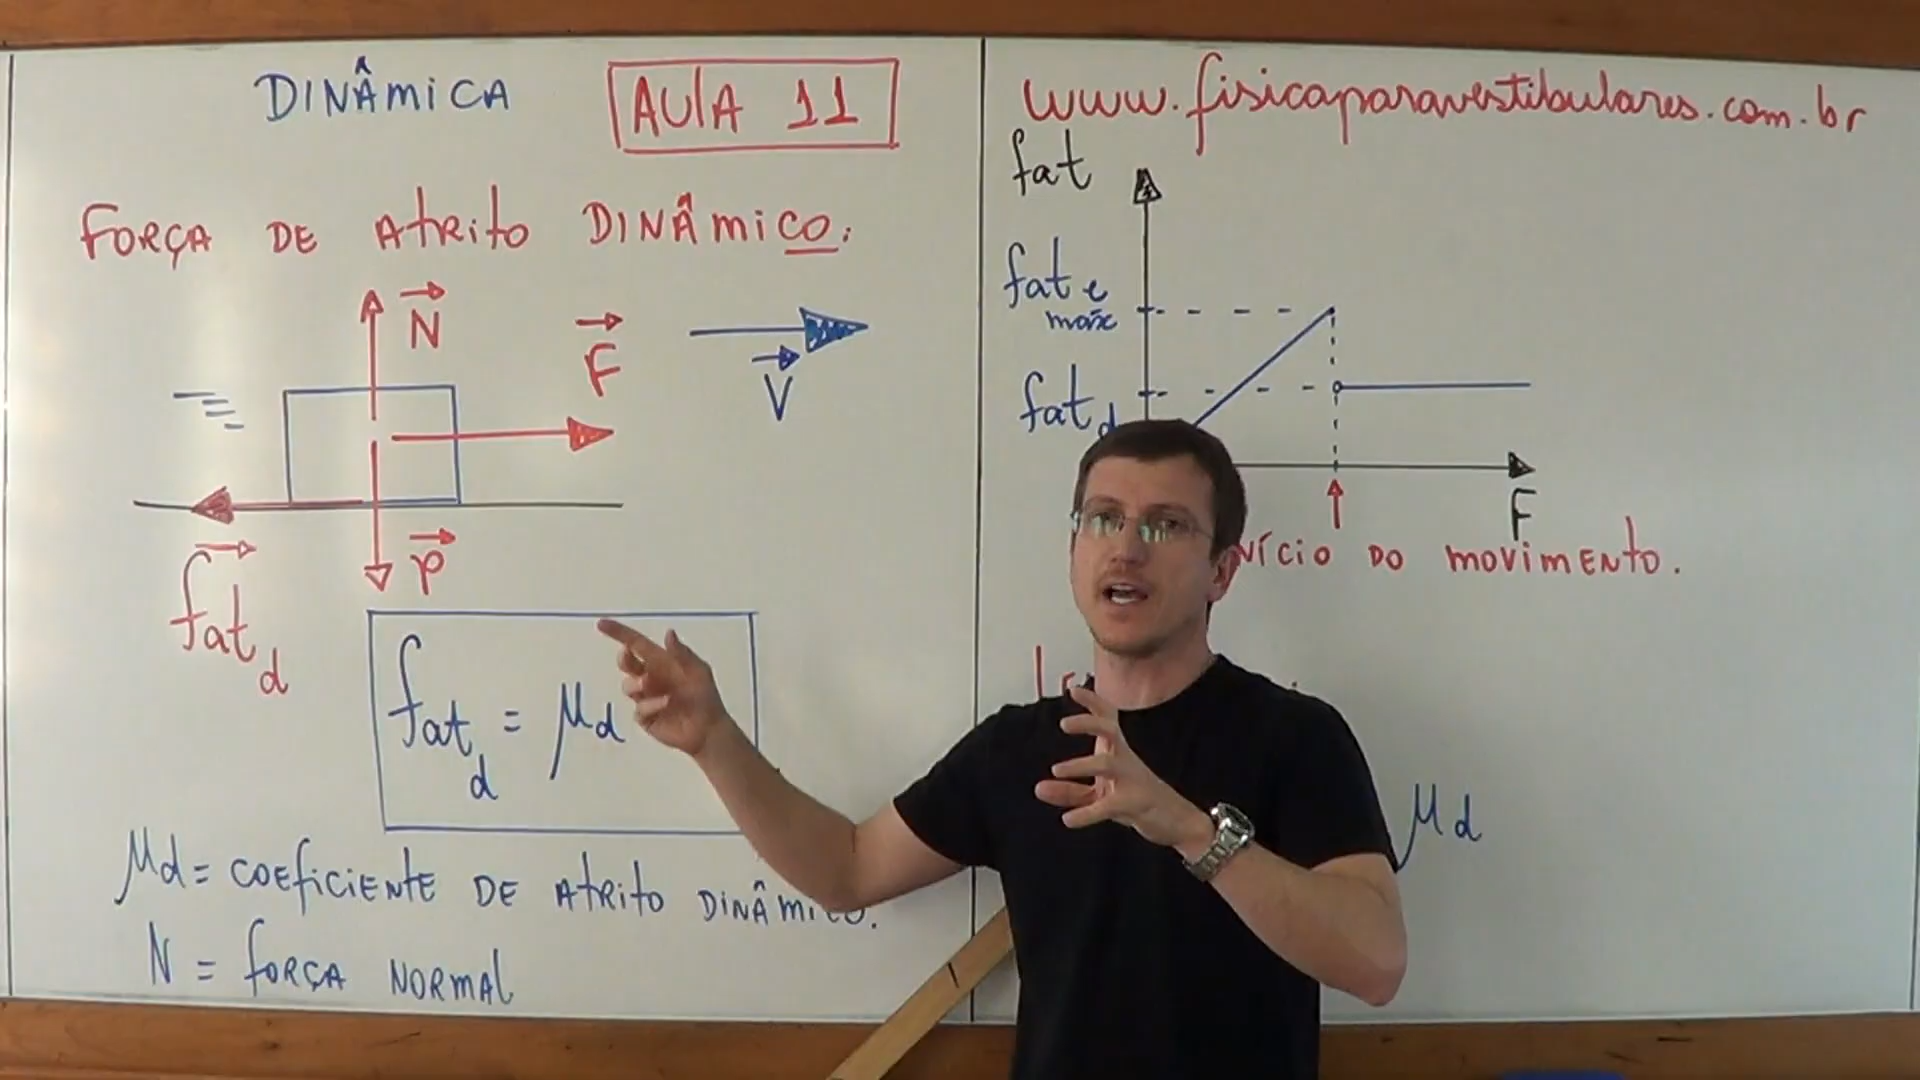 DINÂMICA
AULA 11
FORÇA DE ATRITO DINÂMICO.
N
F
V
P
fat d
fat d = μd
μd = COEFICIENTE DE ATRITO DINÂMICO.
N = FORÇA NORMAL
www.fisicaparavestibulares.com.br
fat
fat e máx
fat d
F
NÍCIO DO MOVIMENTO.
μd